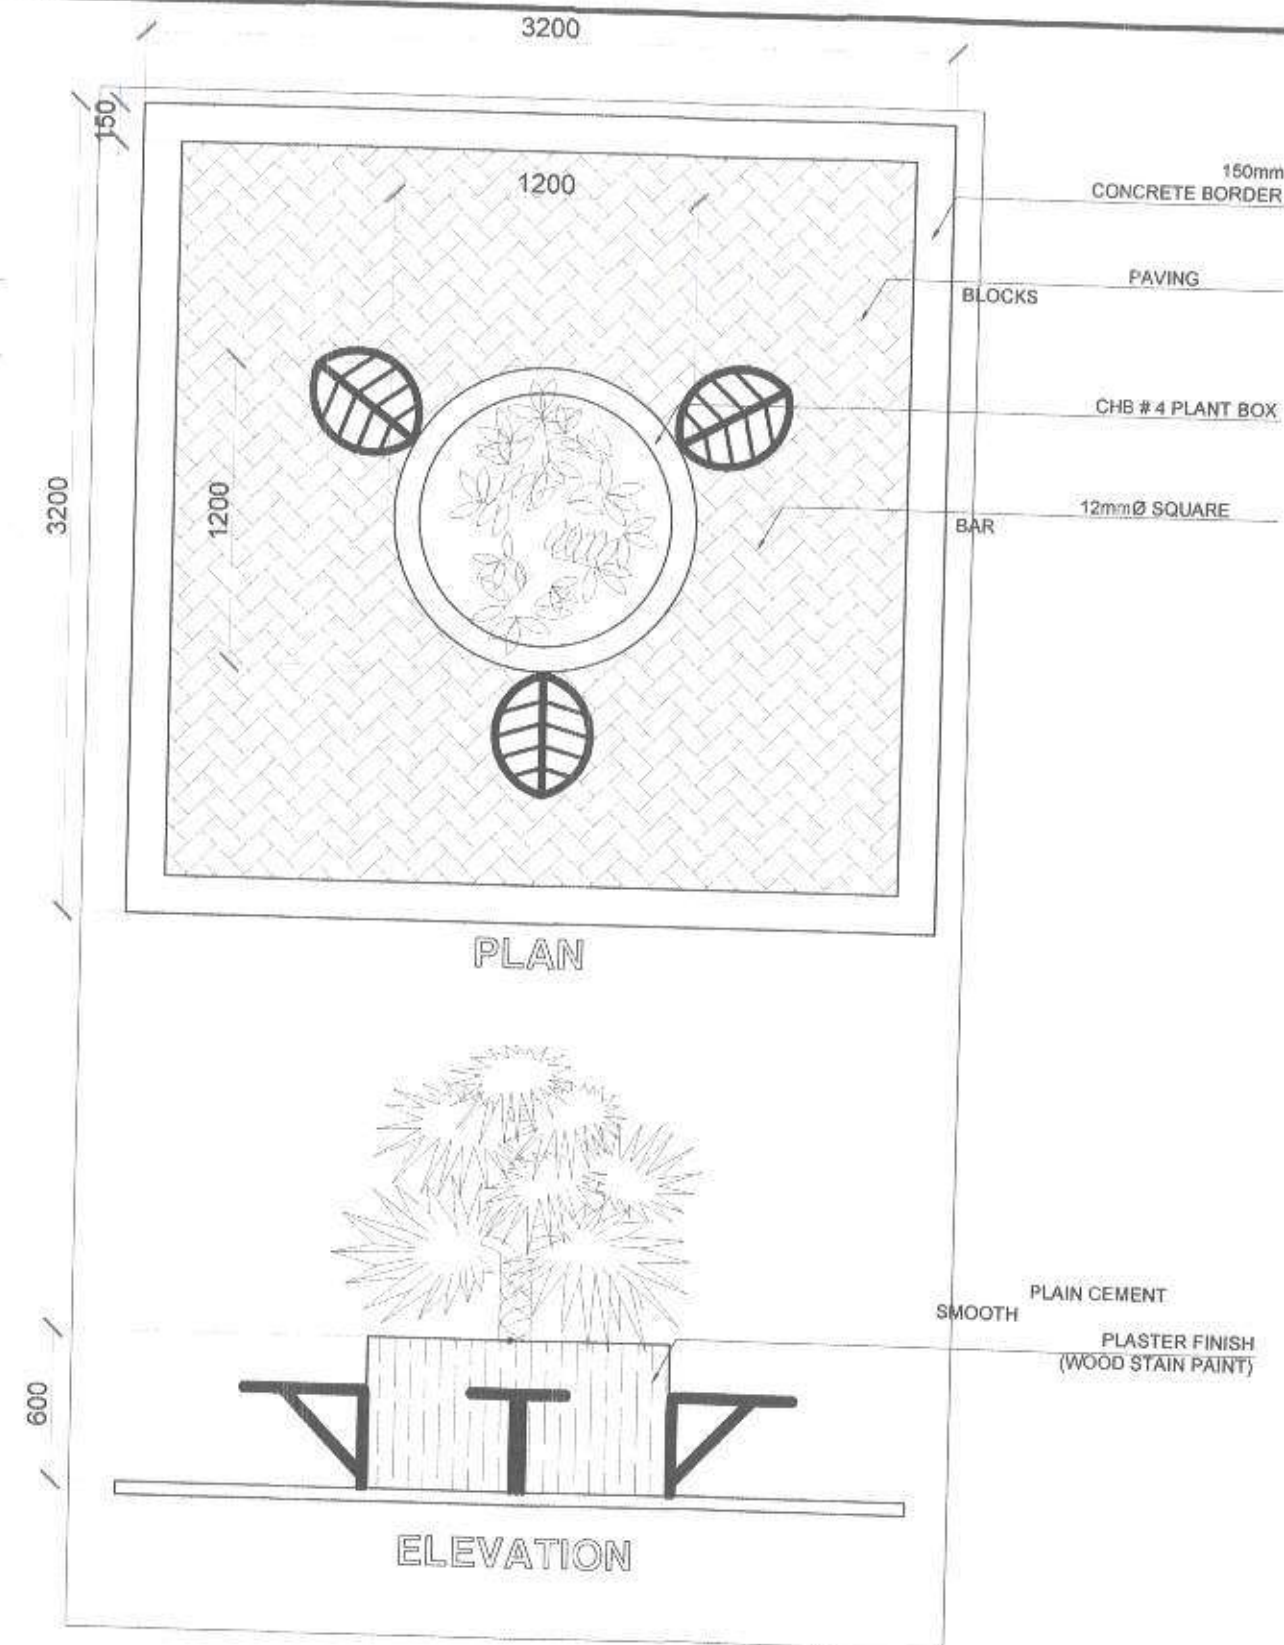 3200
150
1200
150mm
CONCRETE BORDER
PAVING
BLOCKS
CHB # 4 PLANT BOX
3200
1200
12mmØ SQUARE
BAR
PLAN
PLAIN CEMENT
SMOOTH
PLASTER FINISH
(WOOD STAIN PAINT)
600
ELEVATION